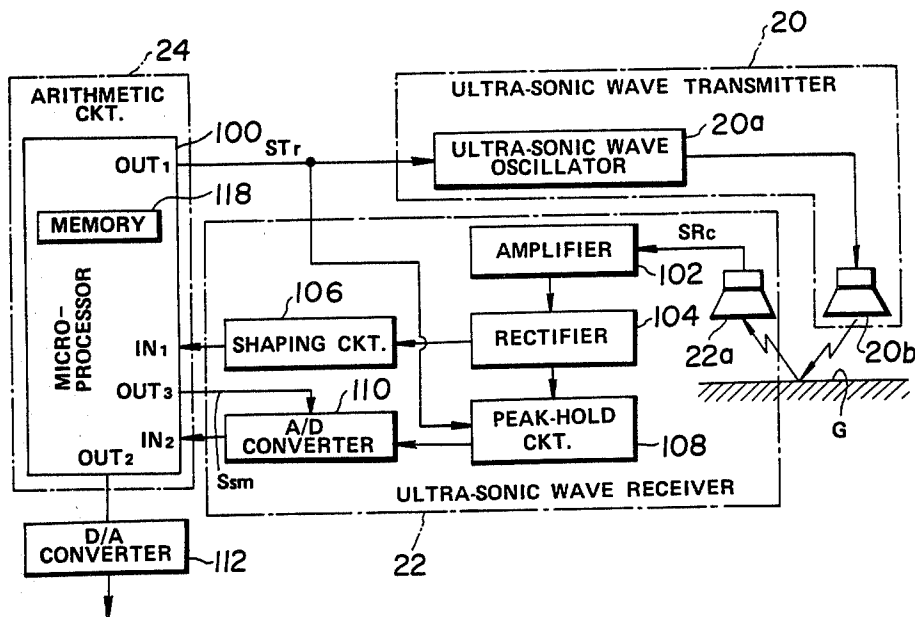 24
ARITHMETIC
CKT.
100
OUT1
STr
118
MEMORY
MICRO-
PROCESSOR
IN1
OUT3
IN2
OUT2
Ssm
D/A
CONVERTER
112
20
ULTRA-SONIC WAVE TRANSMITTER
20a
ULTRA-SONIC WAVE
OSCILLATOR
SRc
AMPLIFIER
102
106
SHAPING CKT.
RECTIFIER
104
22a
20b
110
A/D
CONVERTER
PEAK-HOLD
CKT.
108
G
ULTRA-SONIC WAVE RECEIVER
22